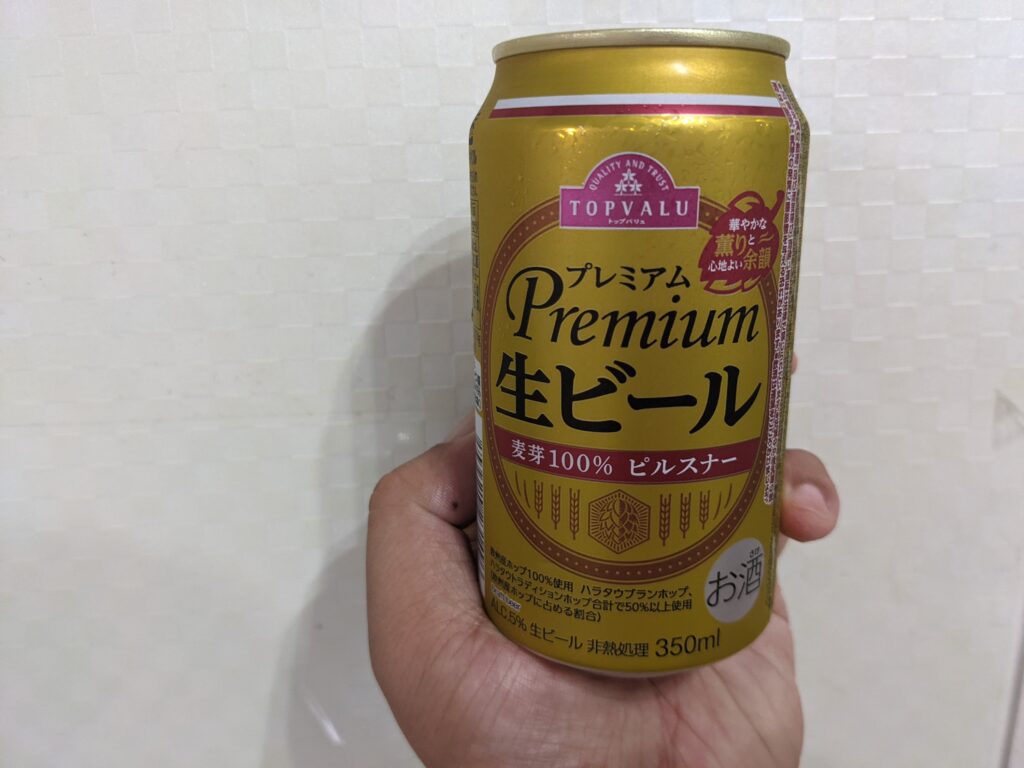 QUALITY AND TRUST
TOPVALU
トップバリュ
華やかな
薫りと
心地よい余韻
プレミアム
Premium
生ビール
麦芽100% ピルスナー
ホップ100%使用 ハラタウブランホップ、
ハラタウトラディションホップ合計で50%以上使用
ホップに占める割合)
ALC.5% 生ビール 非熱処理 350ml
さけ
お酒